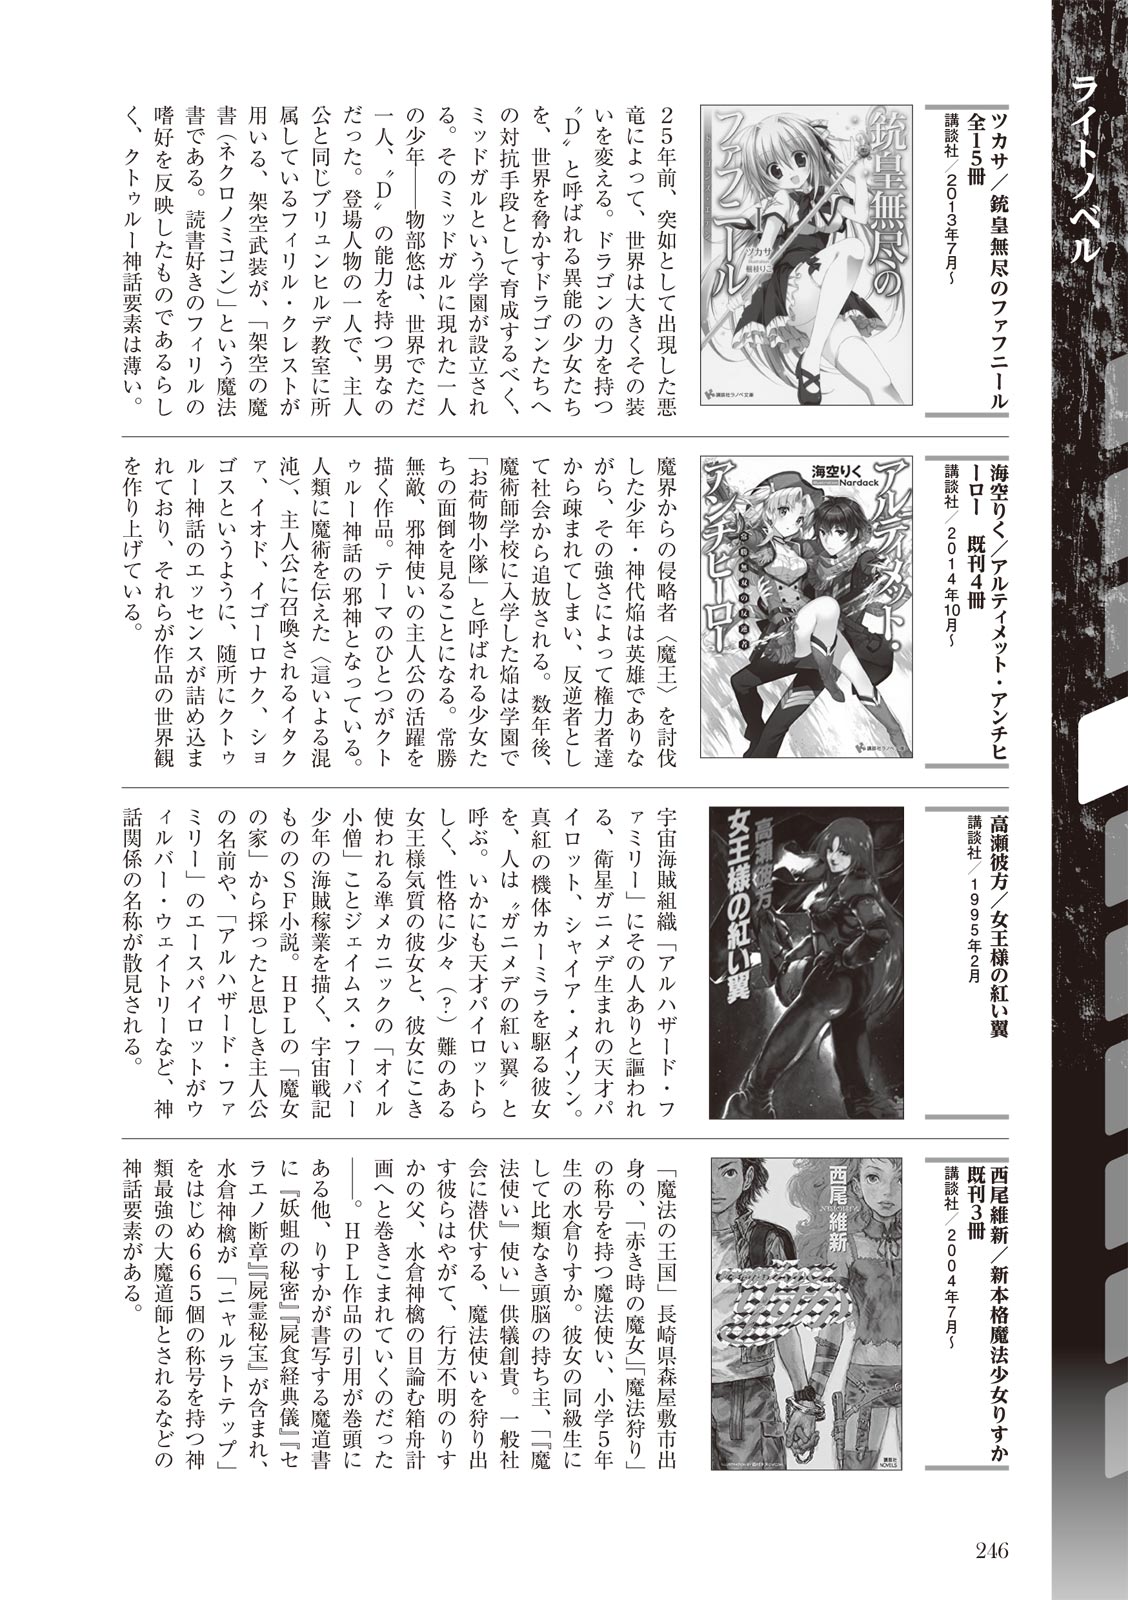 ライトノベル
ツカサ／銃皇無尽のファフニール
全15冊
講談社／2013年7月～
銃皇無尽の
ファフニール
ツカサ
梱枝りこ
講談社ラノベ文庫
２５年前、突如として出現した悪
竜によって、世界は大きくその装
いを変える。ドラゴンの力を持つ
〝Ｄ〟と呼ばれる異能の少女たち
を、世界を脅かすドラゴンたちへ
の対抗手段として育成するべく、
ミッドガルという学園が設立され
る。そのミッドガルに現れた一人
の少年――物部悠は、世界でただ
一人、〝Ｄ〟の能力を持つ男なの
だった。登場人物の一人で、主人
公と同じブリュンヒルデ教室に所
属しているフィリル・クレストが
用いる、架空武装が、「架空の魔
書（ネクロノミコン）」という魔法
書である。読書好きのフィリルの
嗜好を反映したものであるらし
く、クトゥルー神話要素は薄い。
海空りく／アルティメット・アンチヒ
ーロー　既刊4冊
講談社／2014年10月～
アルティメット・
アンチヒーロー
常勝無双の反逆者
海空りく
Illustration Nardack
講談社ラノベ文庫
魔界からの侵略者〈魔王〉を討伐
した少年・神代焔は英雄でありな
がら、その強さによって権力者達
から疎まれてしまい、反逆者とし
て社会から追放される。数年後、
魔術師学校に入学した焔は学園で
「お荷物小隊」と呼ばれる少女た
ちの面倒を見ることになる。常勝
無敵、邪神使いの主人公の活躍を
描く作品。テーマのひとつがクト
ゥルー神話の邪神となっている。
人類に魔術を伝えた〈這いよる混
沌〉、主人公に召喚されるイタク
ァ、イオド、イゴーロナク、ショ
ゴスというように、随所にクトゥ
ルー神話のエッセンスが詰め込ま
れており、それらが作品の世界観
を作り上げている。
高瀬彼方／女王様の紅い翼
講談社／1995年2月
高瀬彼方
女王様の紅い翼
宇宙海賊組織「アルハザード・フ
ァミリー」にその人ありと謳われ
る、衛星ガニメデ生まれの天才パ
イロット、シャイア・メイソン。
真紅の機体カーミラを駆る彼女
を、人は〝ガニメデの紅い翼〟と
呼ぶ。いかにも天才パイロットら
しく、性格に少々（？）難のある
女王様気質の彼女と、彼女にこき
使われる準メカニックの「オイル
小僧」ことジェイムス・フーバー
少年の海賊稼業を描く、宇宙戦記
もののＳＦ小説。ＨＰＬの「魔女
の家」から採ったと思しき主人公
の名前や、「アルハザード・ファ
ミリー」のエースパイロットがウ
ィルバー・ウェイトリーなど、神
話関係の名称が散見される。
西尾維新／新本格魔法少女りすか
既刊3冊
講談社／2004年7月～
西尾維新
講談社
NOVELS
「魔法の王国」長崎県森屋敷市出
身の、「赤き時の魔女」「魔法狩り」
の称号を持つ魔法使い、小学５年
生の水倉りすか。彼女の同級生に
して比類なき頭脳の持ち主、「『魔
法使い』使い」供犠創貴。一般社
会に潜伏する、魔法使いを狩り出
す彼らはやがて、行方不明のりす
かの父、水倉神檎の目論む箱舟計
画へと巻きこまれていくのだった
――。ＨＰＬ作品の引用が巻頭に
ある他、りすかが書写する魔道書
に『妖蛆の秘密』『屍食経典儀』『セ
ラエノ断章』『屍霊秘宝』が含まれ、
水倉神檎が「ニャルラトテップ」
をはじめ６６５個の称号を持つ神
類最強の大魔道師とされるなどの
神話要素がある。
246